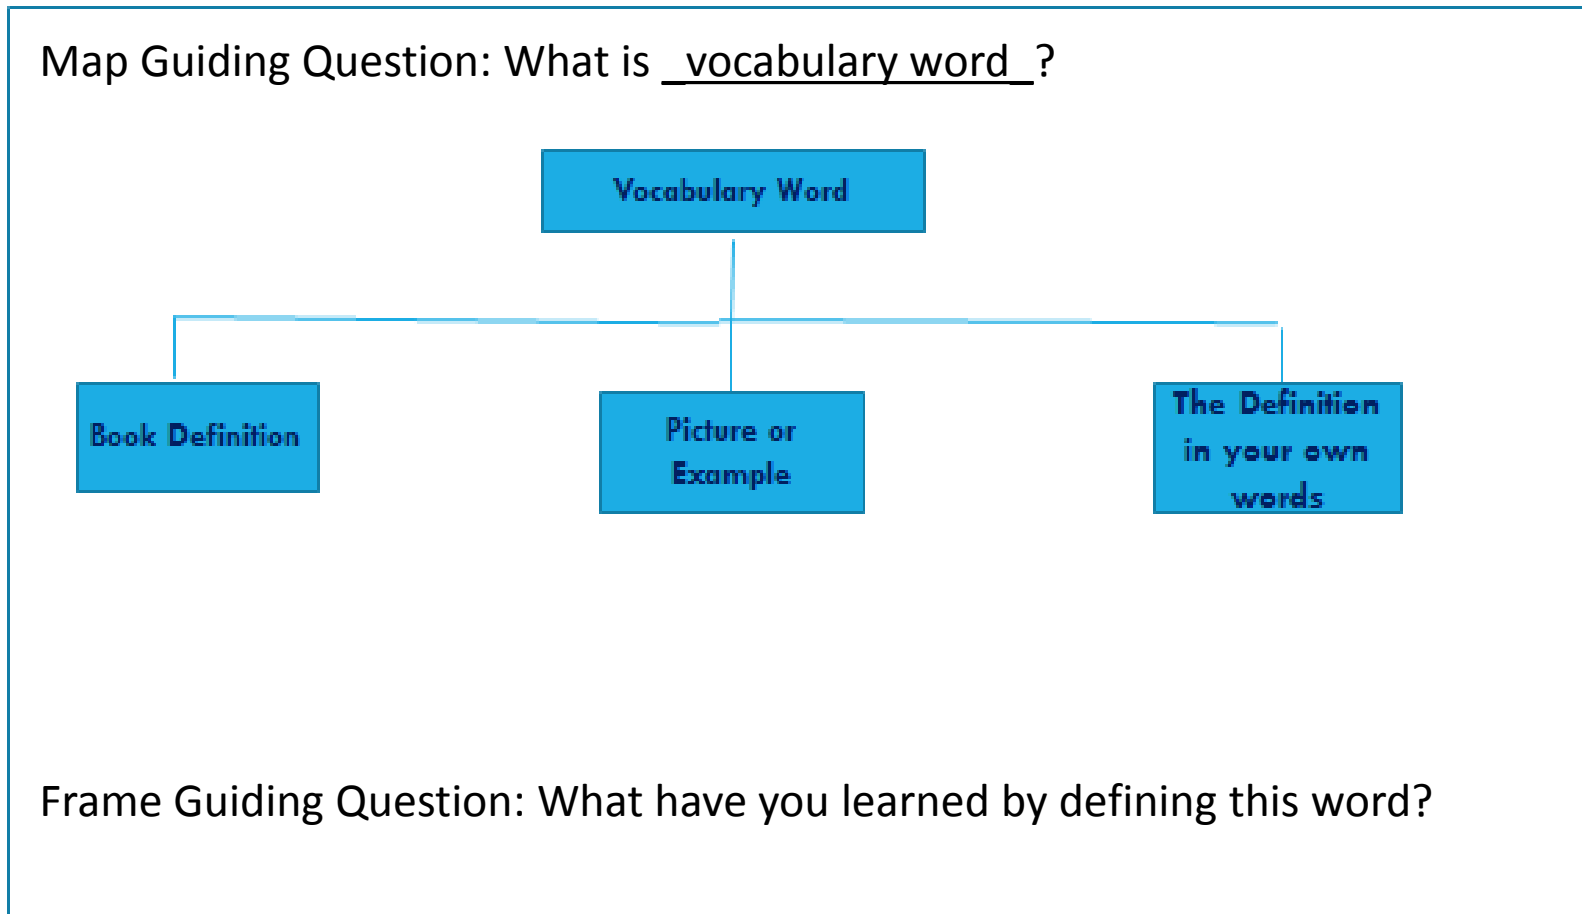 Map Guiding Question: What is _vocabulary word_?
Vocabulary Word
Book Definition
Picture or
Example
The Definition
in your own
words
Frame Guiding Question: What have you learned by defining this word?